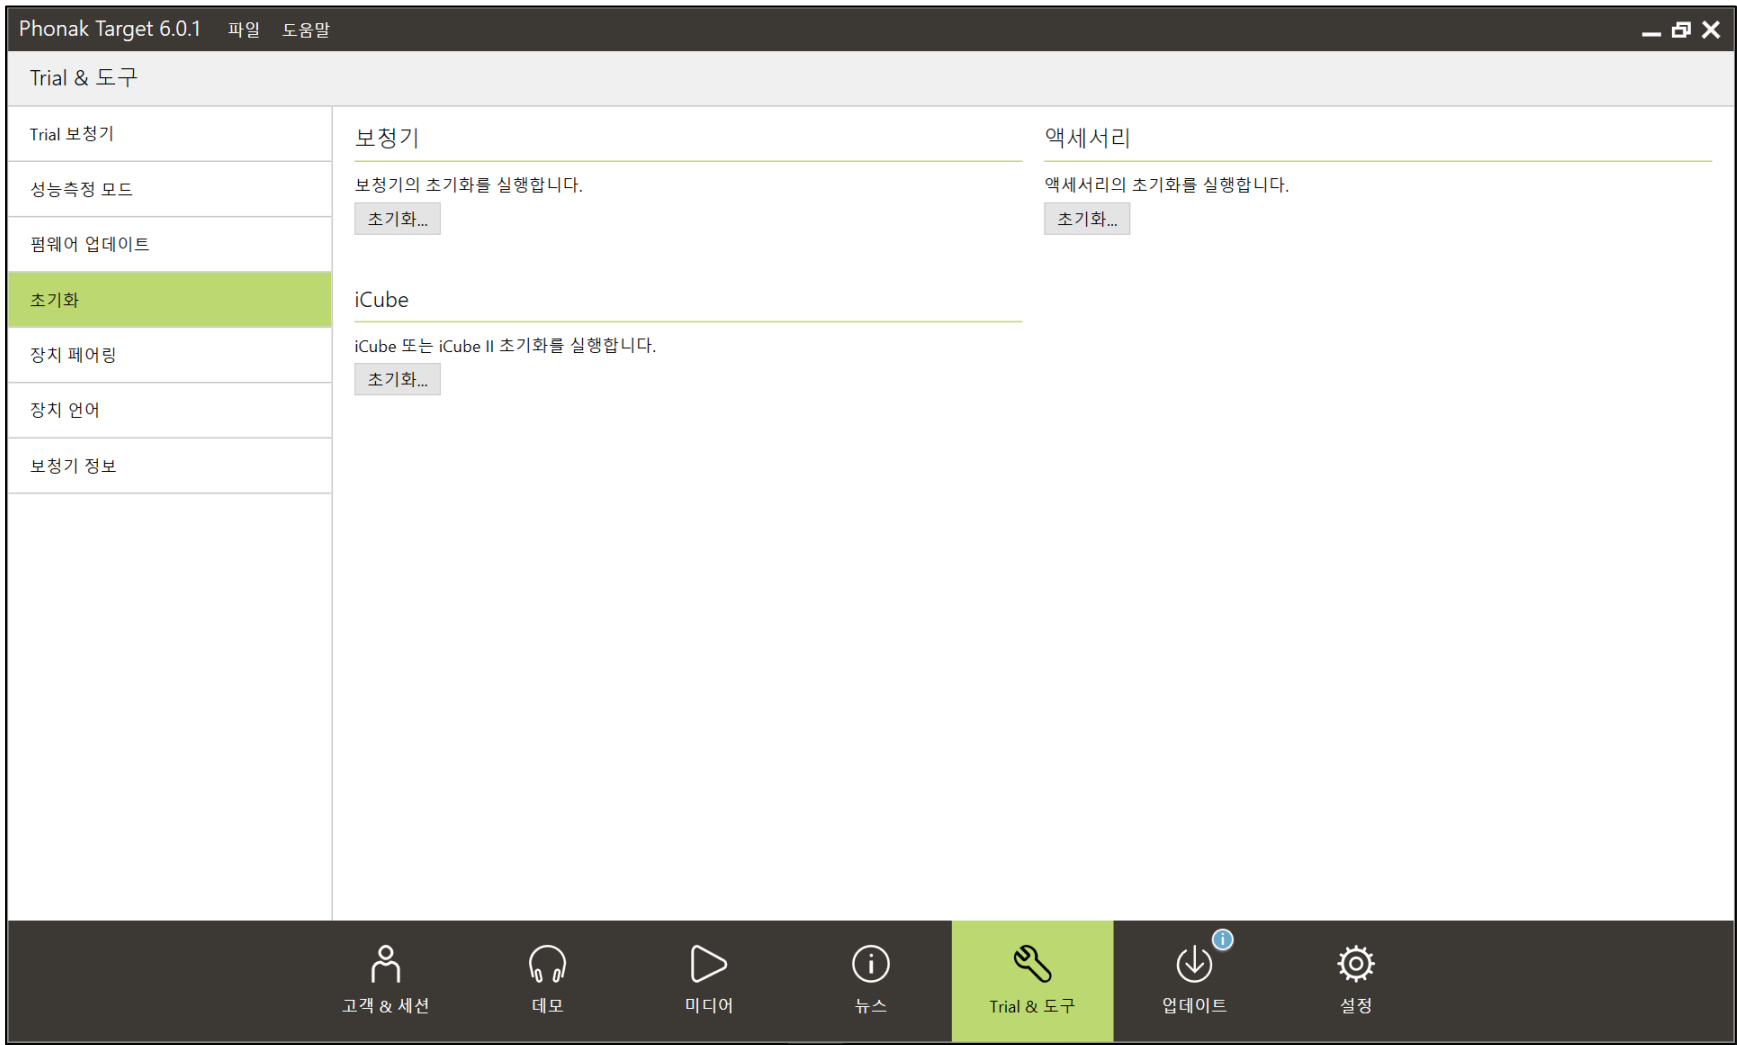 Phonak Target 6.0.1 파일 도움말
Trial & 도구
Trial 보청기
성능측정 모드
펌웨어 업데이트
초기화
장치 페어링
장치 언어
보청기 정보
보청기
보청기의 초기화를 실행합니다.
초기화...
액세서리
액세서리의 초기화를 실행합니다.
초기화...
iCube
iCube 또는 iCube II 초기화를 실행합니다.
초기화...
고객 & 세션
데모
미디어
뉴스
Trial & 도구
업데이트
설정